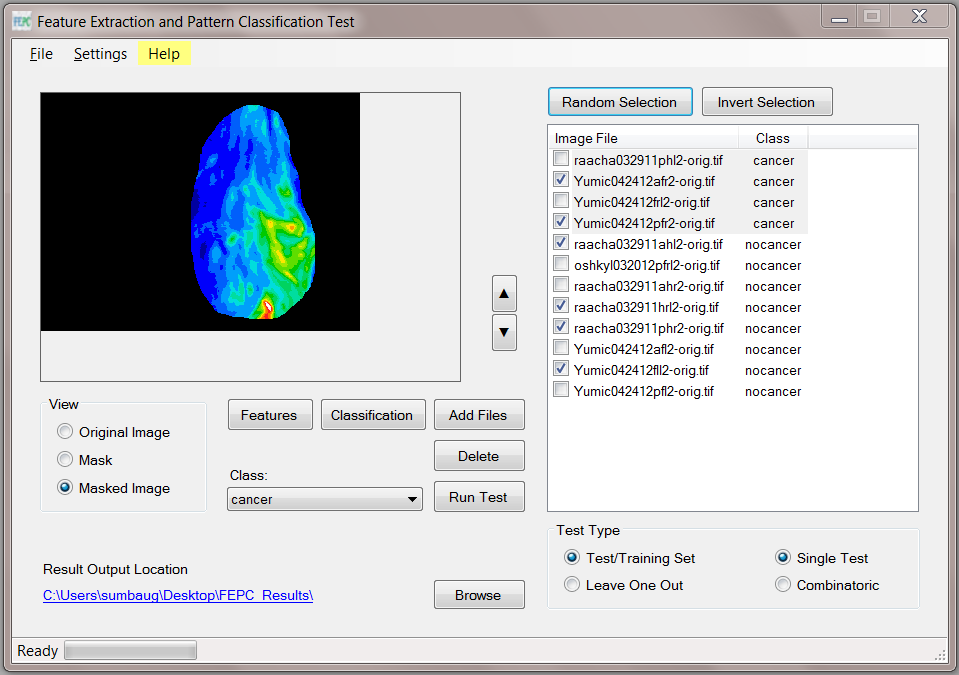 FEPC Feature Extraction and Pattern Classification Test
File Settings Help
Random Selection Invert Selection
Image File Class
raacha032911phl2-orig.tif cancer
Yumic042412afr2-orig.tif cancer
Yumic042412frl2-orig.tif cancer
Yumic042412pfr2-orig.tif cancer
raacha032911ahl2-orig.tif nocancer
oshkyl032012pfrl2-orig.tif nocancer
raacha032911ahr2-orig.tif nocancer
raacha032911hrl2-orig.tif nocancer
raacha032911phr2-orig.tif nocancer
Yumic042412afl2-orig.tif nocancer
Yumic042412fll2-orig.tif nocancer
Yumic042412pfl2-orig.tif nocancer
View
Original Image
Mask
Masked Image
Features Classification Add Files
Delete
Class:
cancer
Run Test
Test Type
Test/Training Set Single Test
Leave One Out Combinatoric
Result Output Location
C:\Users\sumbaug\Desktop\FEPC_Results\
Browse
Ready